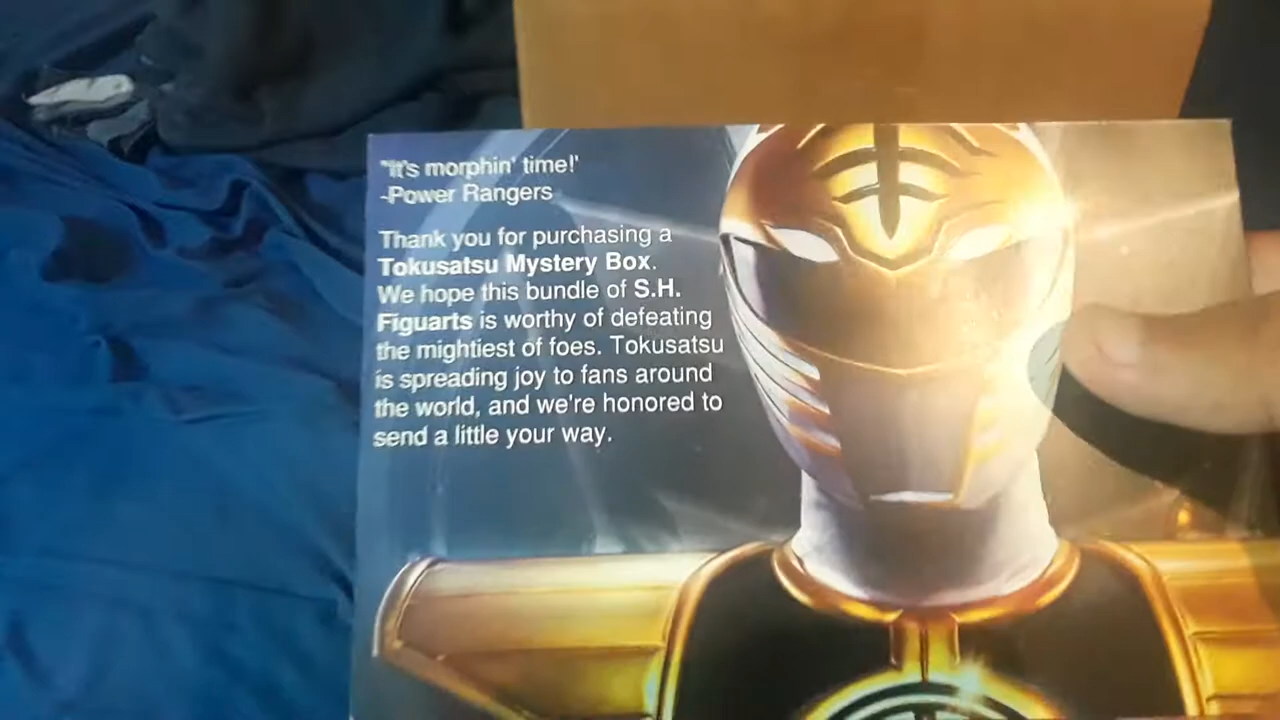 "It's morphin' time!'
-Power Rangers
Thank you for purchasing a
Tokusatsu Mystery Box.
We hope this bundle of S.H.
Figuarts is worthy of defeating
the mightiest of foes. Tokusatsu
is spreading joy to fans around
the world, and we're honored to
send a little your way.